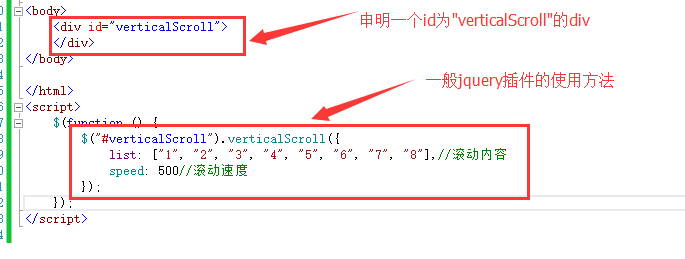 <body>
<div id="verticalScroll">
</div>
</body>
申明一个id为"verticalScroll"的div
</html>
一般jquery插件的使用方法
<script>
$(function () {
$("#verticalScroll").verticalScroll({
list: ["1", "2", "3", "4", "5", "6", "7", "8"],//滚动内容
speed: 500//滚动速度
});
});
</script>